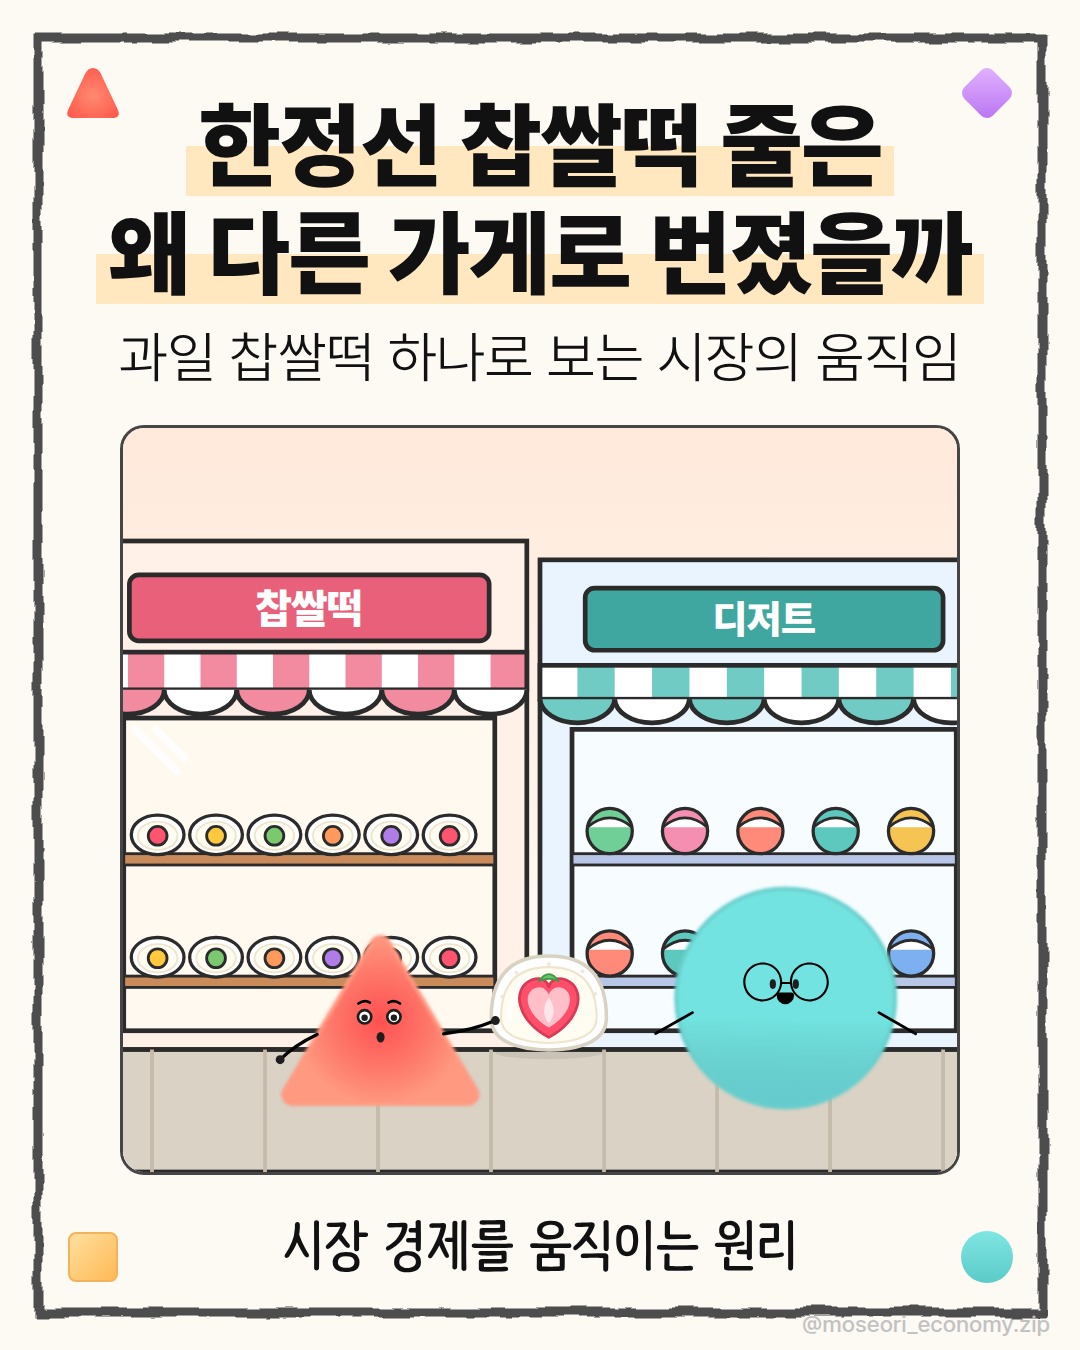 한정선 찹쌀떡 줄은
왜 다른 가게로 번졌을까
과일 찹쌀떡 하나로 보는 시장의 움직임
찹쌀떡
디저트
시장 경제를 움직이는 원리
@moseori_economy.zip